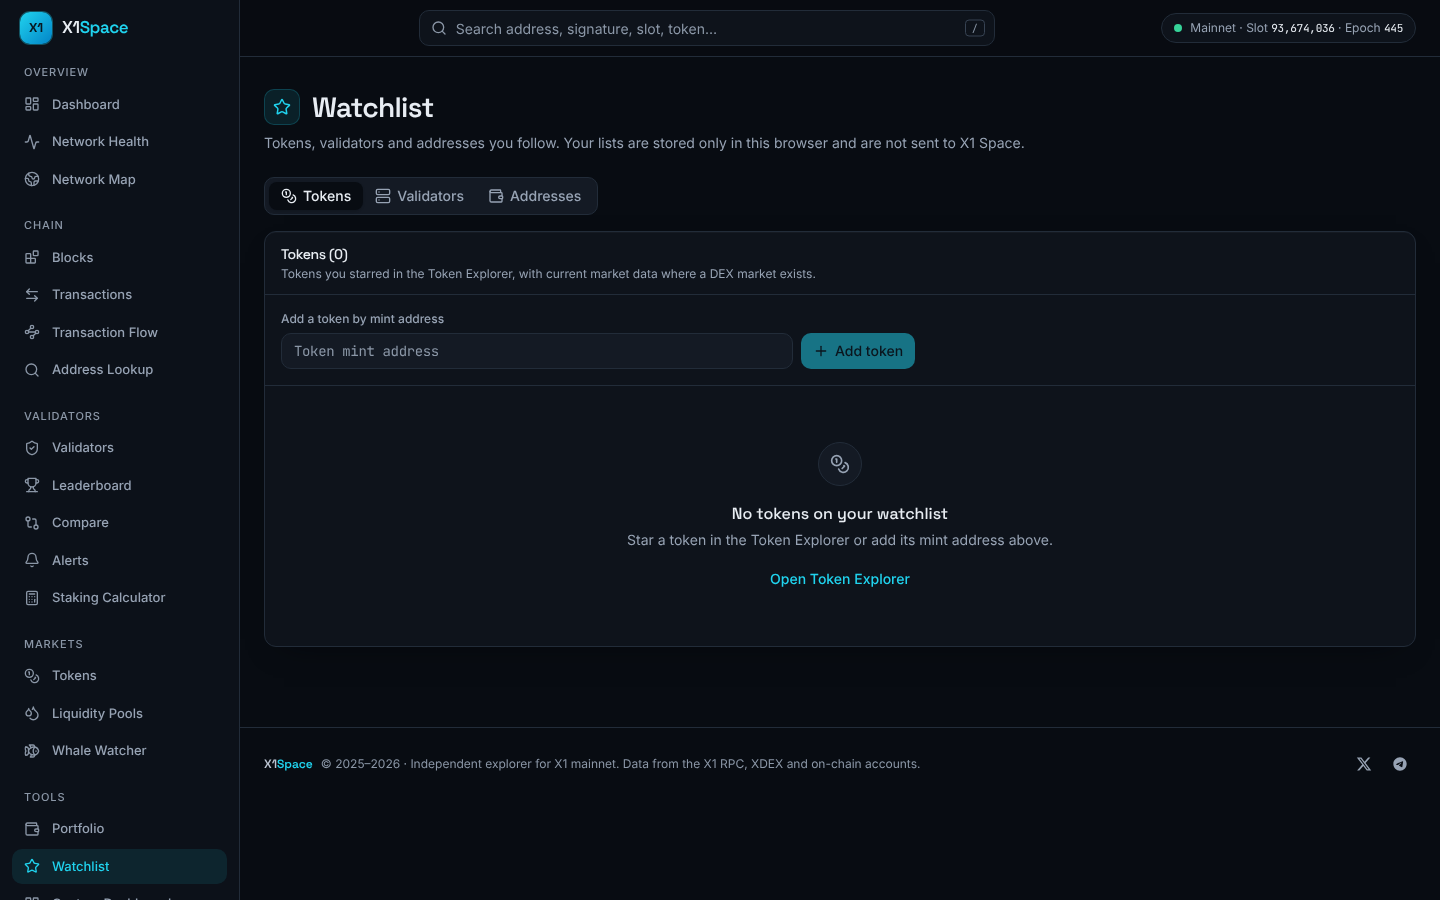 X1 X1Space
Search address, signature, slot, token... /
Mainnet · Slot 93,674,036 · Epoch 445
OVERVIEW
Dashboard
Network Health
Network Map
CHAIN
Blocks
Transactions
Transaction Flow
Address Lookup
VALIDATORS
Validators
Leaderboard
Compare
Alerts
Staking Calculator
MARKETS
Tokens
Liquidity Pools
Whale Watcher
TOOLS
Portfolio
Watchlist
Watchlist
Tokens, validators and addresses you follow. Your lists are stored only in this browser and are not sent to X1 Space.
Tokens Validators Addresses
Tokens (0)
Tokens you starred in the Token Explorer, with current market data where a DEX market exists.
Add a token by mint address
Token mint address + Add token
No tokens on your watchlist
Star a token in the Token Explorer or add its mint address above.
Open Token Explorer
X1Space © 2025–2026 · Independent explorer for X1 mainnet. Data from the X1 RPC, XDEX and on-chain accounts.